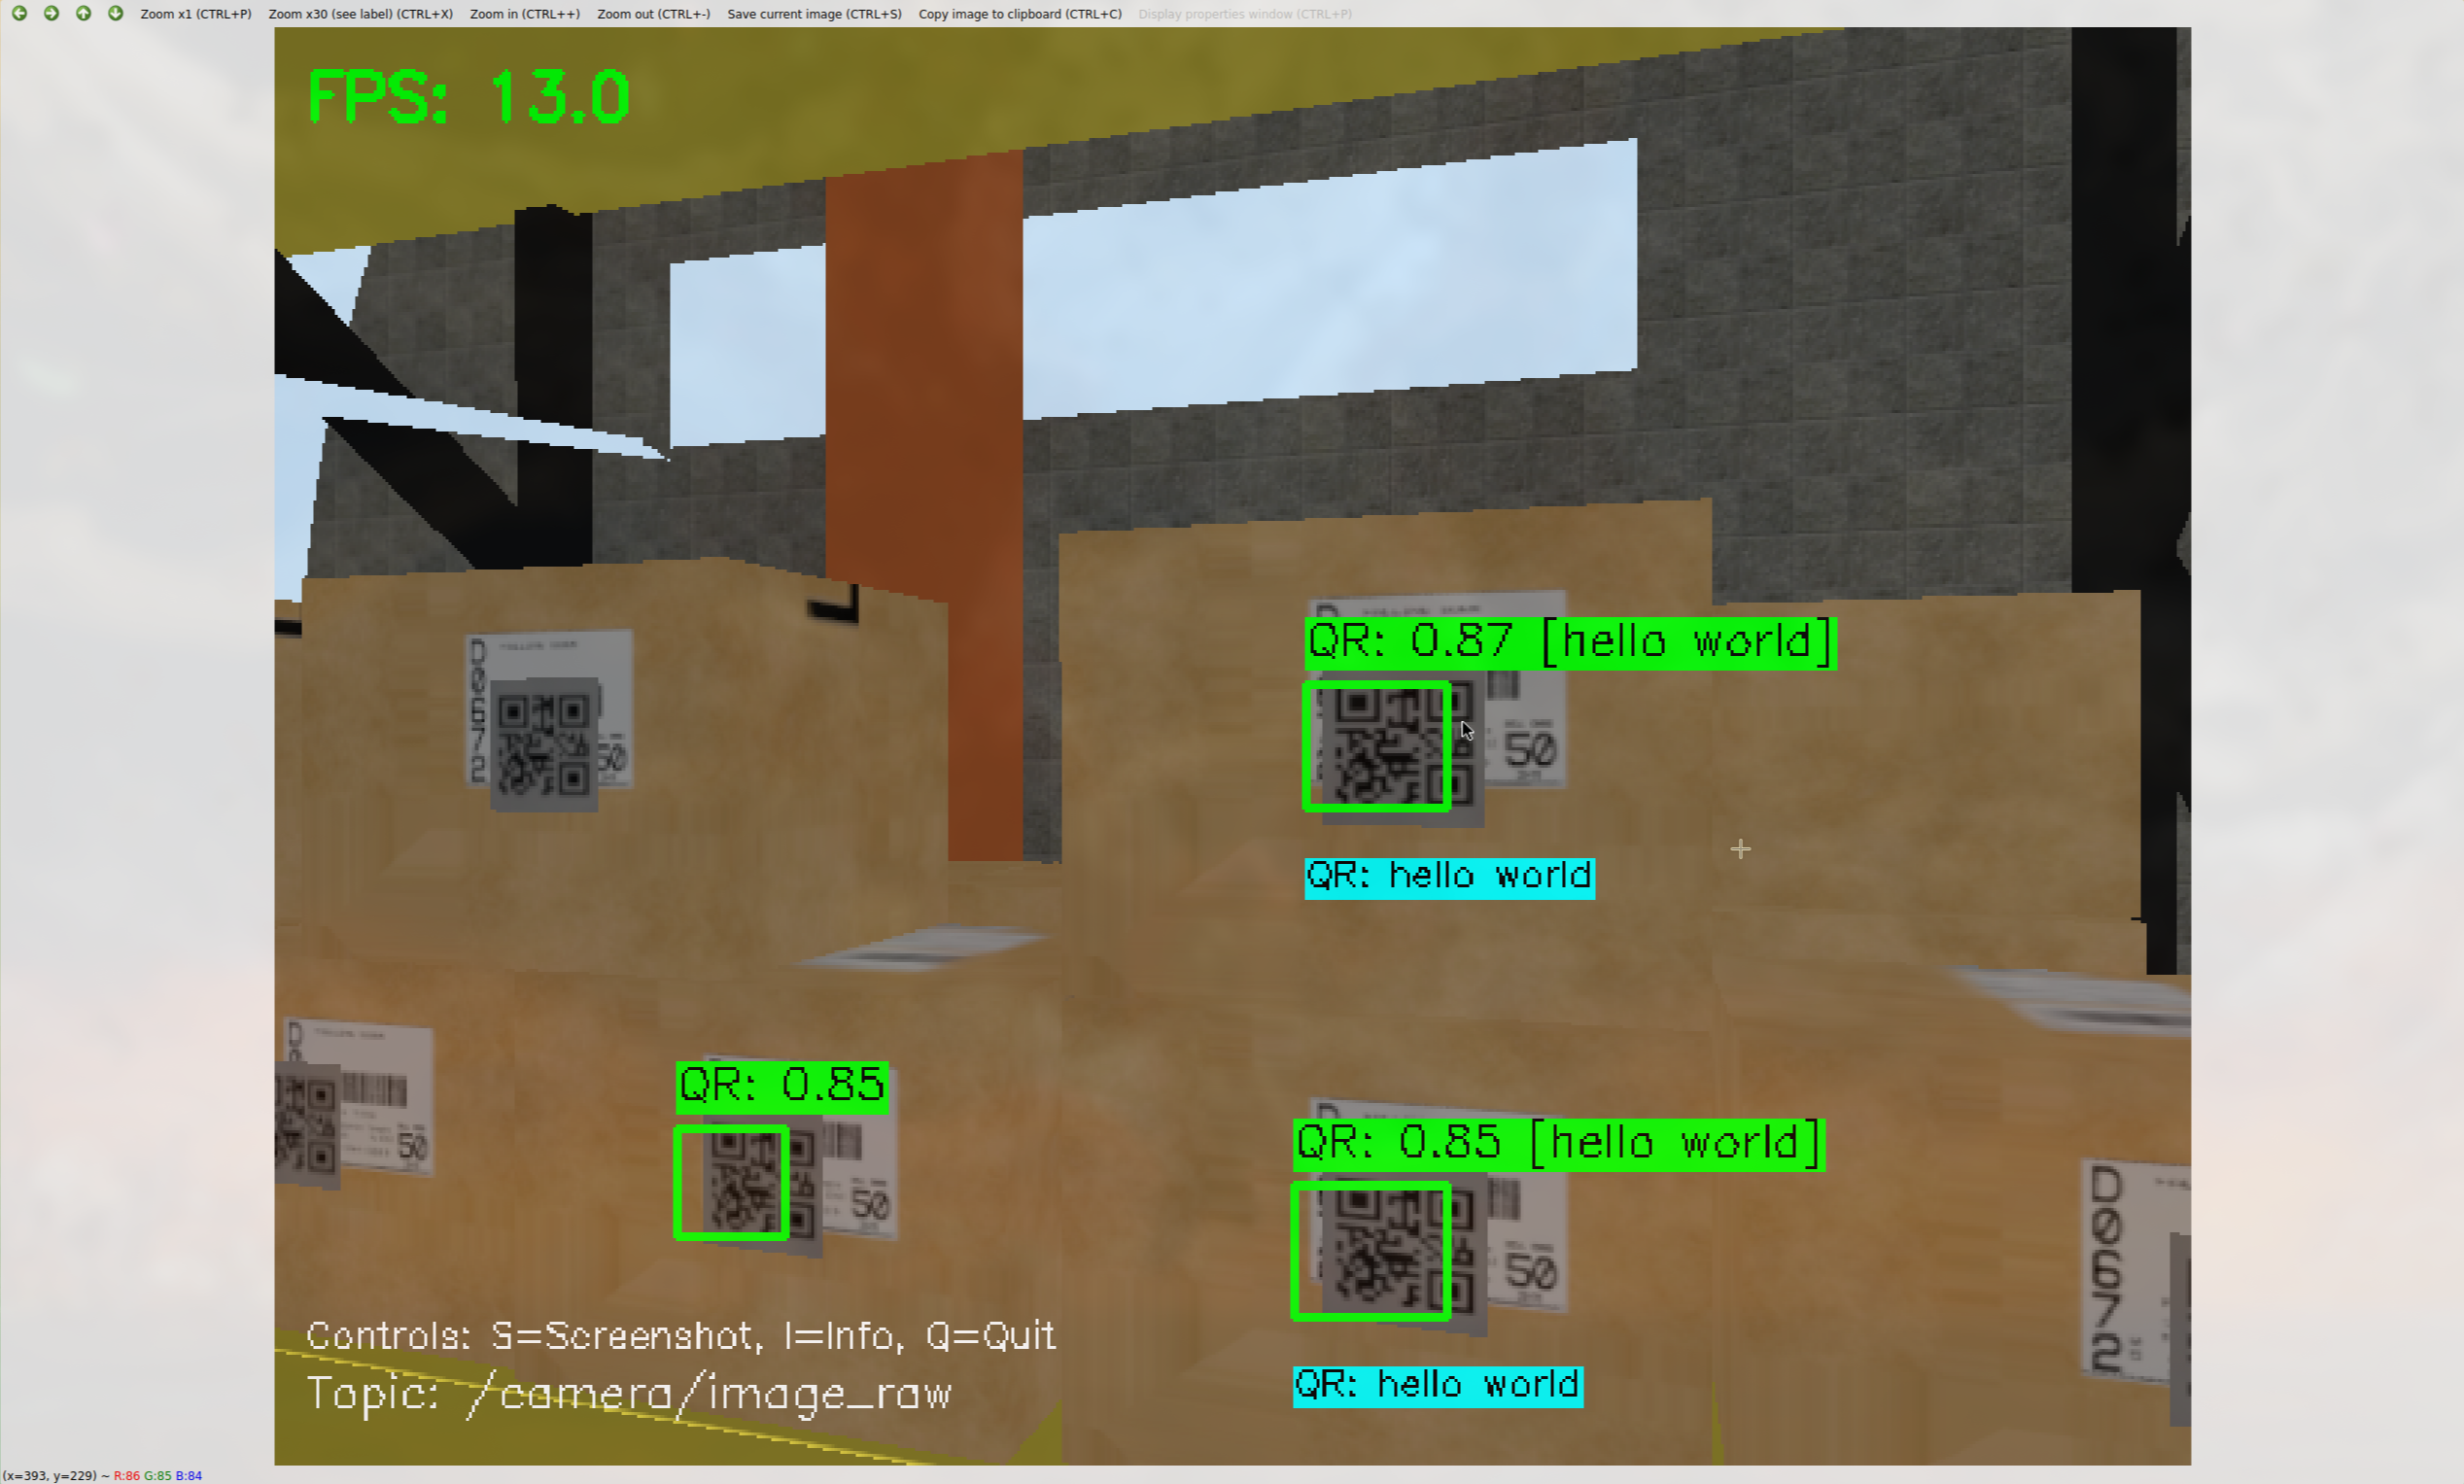 Zoom x1 (CTRL+P) Zoom x30 (see label) (CTRL+X) Zoom in (CTRL++) Zoom out (CTRL+-) Save current image (CTRL+S) Copy image to clipboard (CTRL+C) Display properties window (CTRL+P)
FPS: 13.0
D0672
50
QR: 0.87 [hello world]
50
QR: hello world
D
50
QR: 0.85
50
QR: 0.85 [hello world]
50
QR: hello world
D0672
Controls: S=Screenshot, I=Info, Q=Quit
Topic: /camera/image_raw
(x=393, y=229) ~ R:86 G:85 B:84